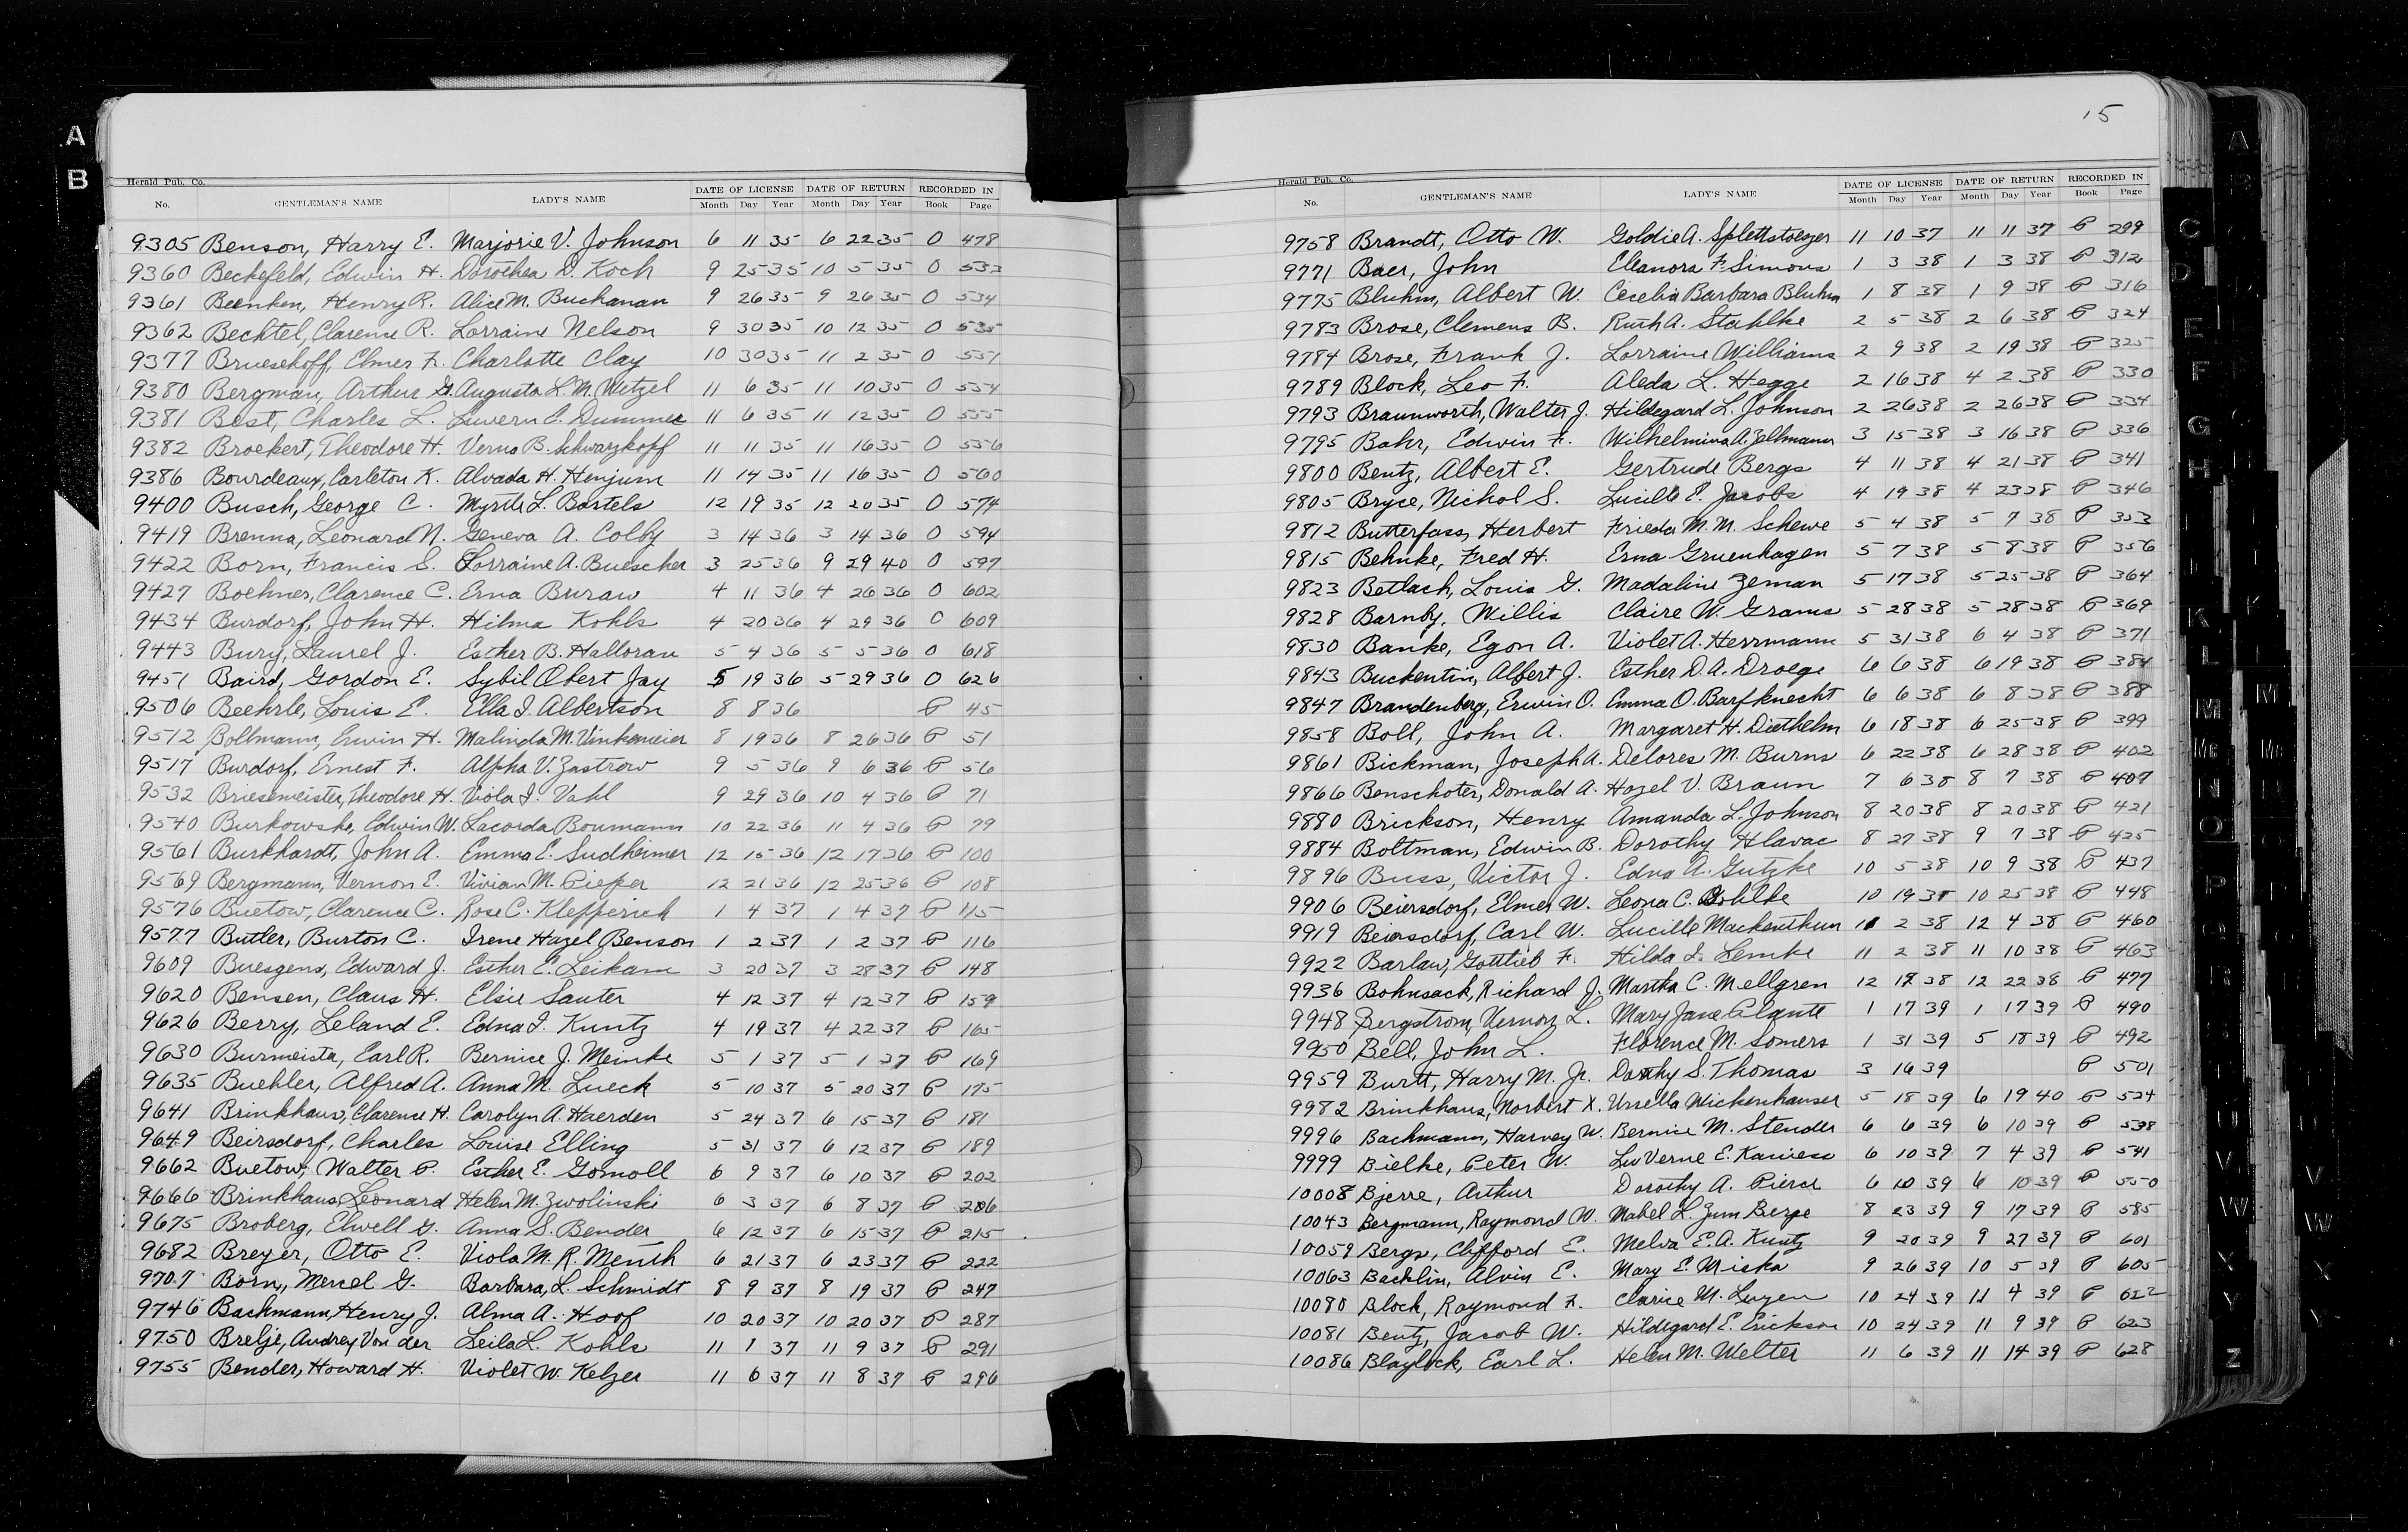 A
B
Herald Pub. Co.
No. GENTLEMAN'S NAME LADY'S NAME DATE OF LICENSE DATE OF RETURN RECORDED IN
Month Day Year Month Day Year Book Page
9305 Benson, Harry E. Marjorie V. Johnson 6 11 35 6 22 35 O 478
9360 Beckefeld, Edwin H. Dorothea D. Koch 9 25 35 10 5 35 O 533
9361 Beenken, Henry R. Alice M. Buchanan 9 26 35 9 26 35 O 534
9362 Bechtel, Clarence R. Lorraine Nelson 9 30 35 10 12 35 O 535
9377 Bruesehoff, Elmer F. Charlotte Clay 10 30 35 11 2 35 O 551
9380 Bergman, Arthur G. Augusta L. M. Wetzel 11 6 35 11 10 35 O 554
9381 Best, Charles L. Luvern E. Dummer 11 6 35 11 12 35 O 555
9382 Broekert, Theodore H. Verna B. Schwarzkopf 11 11 35 11 16 35 O 556
9386 Bourdeaux, Carleton K. Alvada H. Henjum 11 14 35 11 16 35 O 560
9400 Busch, George C. Myrtle L. Bartels 12 19 35 12 20 35 O 574
9419 Brenna, Leonard N. Geneva A. Colby 3 14 36 3 14 36 O 594
9422 Born, Francis S. Lorraine A. Buescher 3 25 36 9 29 40 O 597
9427 Boehner, Clarence C. Erna Buraw 4 11 36 4 26 36 O 602
9434 Burdorf, John H. Hilma Kohls 4 20 36 4 29 36 O 609
9443 Bury, Laurel J. Esther B. Halloran 5 4 36 5 5 36 O 618
9451 Baird, Gordon E. Sybil Obert Jay 5 19 36 5 29 36 O 626
9506 Beehrle, Louis E. Ella I. Albertson 8 8 36 P 45
9512 Bollmann, Erwin H. Malinda M. Vinkemeier 8 19 36 8 26 36 P 51
9517 Burdorf, Ernest F. Alpha V. Zastrow 9 5 36 9 6 36 P 56
9532 Briesemeister, Theodore H. Viola I. Vahl 9 29 36 10 4 36 P 71
9540 Burkowske, Edwin W. Lacorda Boumann 10 22 36 11 4 36 P 79
9561 Burkhardt, John A. Emma E. Sudheimer 12 15 36 12 17 36 P 100
9569 Bergmann, Vernon E. Vivian M. Pieper 12 21 36 12 25 36 P 108
9576 Buetow, Clarence C. Rose C. Klepperich 1 4 37 1 4 37 P 115
9577 Butler, Burton C. Irene Hazel Benson 1 2 37 1 2 37 P 116
9609 Buesgens, Edward J. Esther E. Leikam 3 20 37 3 28 37 P 148
9620 Bensen, Claus H. Elsie Sauter 4 12 37 4 12 37 P 159
9626 Berry, Leland E. Edna I. Kuntz 4 19 37 4 22 37 P 165
9630 Burmeister, Earl R. Bernice J. Meinke 5 1 37 5 1 37 P 169
9635 Buehler, Alfred A. Anna M. Lueck 5 10 37 5 20 37 P 175
9641 Brinkhaus, Clarence H. Carolyn A. Haerden 5 24 37 6 15 37 P 181
9649 Beirsdorf, Charles Louise Elling 5 31 37 6 12 37 P 189
9662 Buetow, Walter P. Esther E. Gomoll 6 9 37 6 10 37 P 202
9666 Brinkhaus, Leonard Helen M. Zwolinski 6 3 37 6 8 37 P 206
9675 Broberg, Elwell G. Anna S. Bender 6 12 37 6 15 37 P 215
9682 Breyer, Otto E. Viola M. R. Menth 6 21 37 6 23 37 P 222
9707 Born, Mercel G. Barbara L. Schmidt 8 9 37 8 19 37 P 247
9746 Bachmann, Henry J. Alma A. Hoof 10 20 37 10 20 37 P 287
9750 Brelje, Audrey Von der Leila L. Kohls 11 1 37 11 9 37 P 291
9755 Bender, Howard H. Violet W. Kelzer 11 6 37 11 8 37 P 296
15
Herald Pub. Co.
No. GENTLEMAN'S NAME LADY'S NAME DATE OF LICENSE DATE OF RETURN RECORDED IN
Month Day Year Month Day Year Book Page
9758 Brandt, Otto W. Goldie A. Splettstoeszer 11 10 37 11 11 37 P 299
9771 Baer, John Eleanora F. Simons 1 3 38 1 3 38 P 312
9775 Bluhm, Albert W. Cecelia Barbara Bluhm 1 8 38 1 9 38 P 316
9783 Brose, Clemens B. Ruth A. Stahlke 2 5 38 2 6 38 P 324
9784 Brose, Frank J. Lorraine Williams 2 9 38 2 19 38 P 325
9789 Block, Leo F. Aleda L. Hegge 2 16 38 4 2 38 P 330
9793 Braunworth, Walter J. Hildegard L. Johnson 2 26 38 2 26 38 P 334
9795 Bahr, Edwin F. Wilhelmina A. Zellmann 3 15 38 3 16 38 P 336
9800 Bentz, Albert E. Gertrude Bergs 4 11 38 4 21 38 P 341
9805 Bryce, Nichol S. Lucille E. Jacobs 4 19 38 4 23 38 P 346
9812 Butterfass, Herbert Frieda M. M. Schewe 5 4 38 5 7 38 P 353
9815 Behnke, Fred H. Erna Gruenhagen 5 7 38 5 8 38 P 356
9823 Betlach, Louis G. Madaline Zeman 5 17 38 5 25 38 P 364
9828 Barnby, Willis Claire W. Grams 5 28 38 5 28 38 P 369
9830 Banke, Egon A. Violet A. Herrmann 5 31 38 6 4 38 P 371
9843 Buckentin, Albert J. Esther D. A. Droege 6 6 38 6 19 38 P 384
9847 Brandenberg, Erwin O. Emma O. Barfknecht 6 6 38 6 8 38 P 388
9858 Boll, John A. Margaret H. Diethelm 6 18 38 6 25 38 P 399
9861 Bickman, Joseph A. Delores M. Burns 6 22 38 6 28 38 P 402
9866 Benschoter, Donald A. Hazel V. Braun 7 6 38 8 7 38 P 407
9880 Brickson, Henry Amanda L. Johnson 8 20 38 8 20 38 P 421
9884 Boltman, Edwin B. Dorothy Hlavac 8 27 38 9 7 38 P 425
9896 Buss, Victor J. Edna A. Gutzke 10 5 38 10 9 38 P 437
9906 Beiersdorf, Elmer W. Leona C. Gohlke 10 19 38 10 25 38 P 448
9919 Beiersdorf, Carl W. Lucille Mackenthun 11 2 38 12 4 38 P 460
9922 Barlau, Gottlieb F. Hilda L. Lemke 11 2 38 11 10 38 P 463
9936 Bohnsack, Richard J. Martha C. Mellgren 12 17 38 12 22 38 P 477
9948 Bergstrom, Vernon L. Mary Jane Plante 1 17 39 1 17 39 P 490
9950 Bell, John L. Florence M. Somers 1 31 39 5 18 39 P 492
9959 Burtt, Harry M. Jr. Dorothy S. Thomas 3 16 39 P 501
9982 Brinkhaus, Norbert X. Ursella Wickenhauser 5 18 39 6 19 40 P 524
9996 Bachmann, Harvey W. Bernice M. Stender 6 6 39 6 10 39 P 538
9999 Bielke, Peter W. LuVerne E. Kaniess 6 10 39 7 4 39 P 541
10008 Bjerre, Arthur Dorothy A. Pierce 6 10 39 6 10 39 P 550
10043 Bergmann, Raymond W. Mabel L. Zum Berge 8 23 39 9 17 39 P 585
10059 Bergs, Clifford E. Melva E. A. Kuntz 9 20 39 9 27 39 P 601
10063 Backlin, Alvin E. Mary E. Miska 9 26 39 10 5 39 P 605
10080 Block, Raymond F. Clarice M. Luyen 10 24 39 11 4 39 P 622
10081 Bentz, Jacob W. Hildegard E. Erickson 10 24 39 11 9 39 P 623
10086 Blaylock, Earl L. Helen M. Welter 11 6 39 11 14 39 P 628
C
D
E
F
G
H
K
L
M
Mc
N
O
P
U
V
W
X
Y
Z